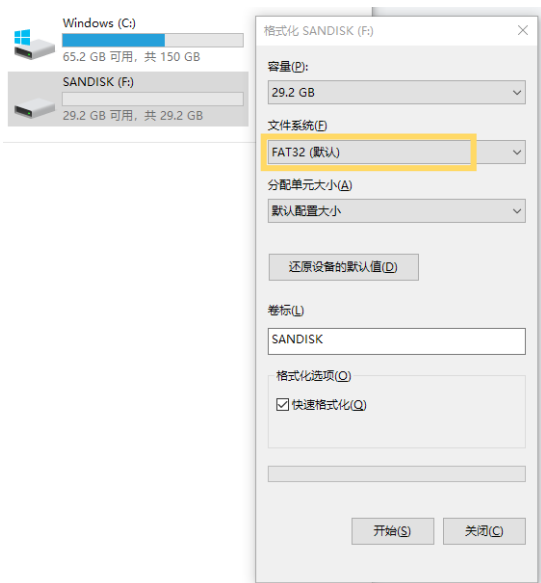 Windows (C:)
65.2 GB 可用，共 150 GB
SANDISK (F:)
29.2 GB 可用，共 29.2 GB
格式化 SANDISK (F:)
容量(P):
29.2 GB
文件系统(F)
FAT32 (默认)
分配单元大小(A)
默认配置大小
还原设备的默认值(D)
卷标(L)
SANDISK
格式化选项(O)
快速格式化(Q)
开始(S)
关闭(C)